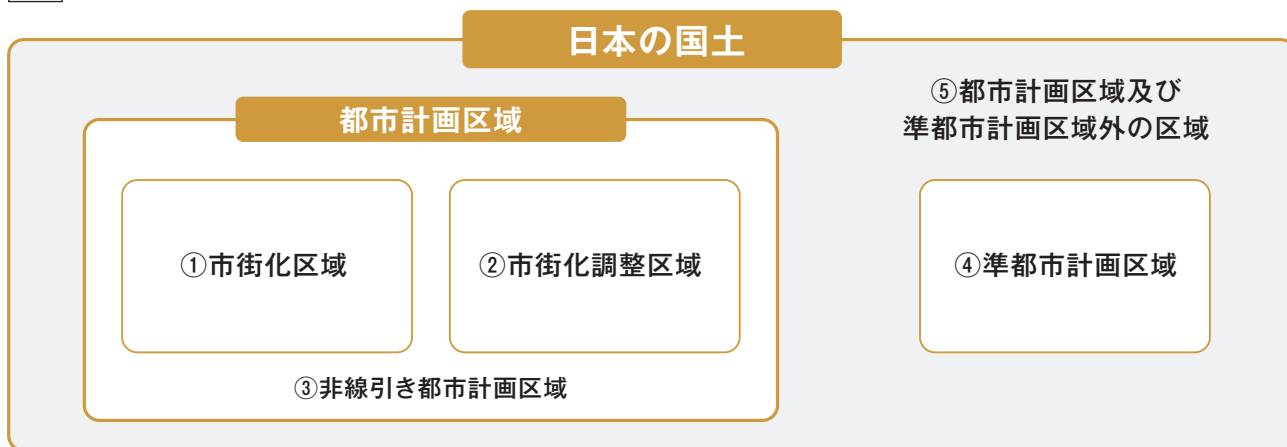 日本の国土
都市計画区域
⑤都市計画区域及び
準都市計画区域外の区域
①市街化区域
②市街化調整区域
④準都市計画区域
③非線引き都市計画区域